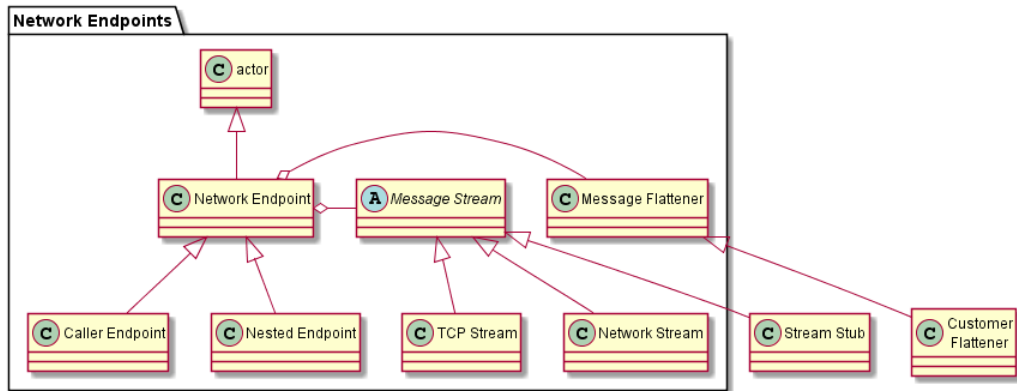 Network Endpoints
C actor
C Network Endpoint
A Message Stream
C Message Flattener
C Caller Endpoint
C Nested Endpoint
C TCP Stream
C Network Stream
C Stream Stub
C Customer
Flattener